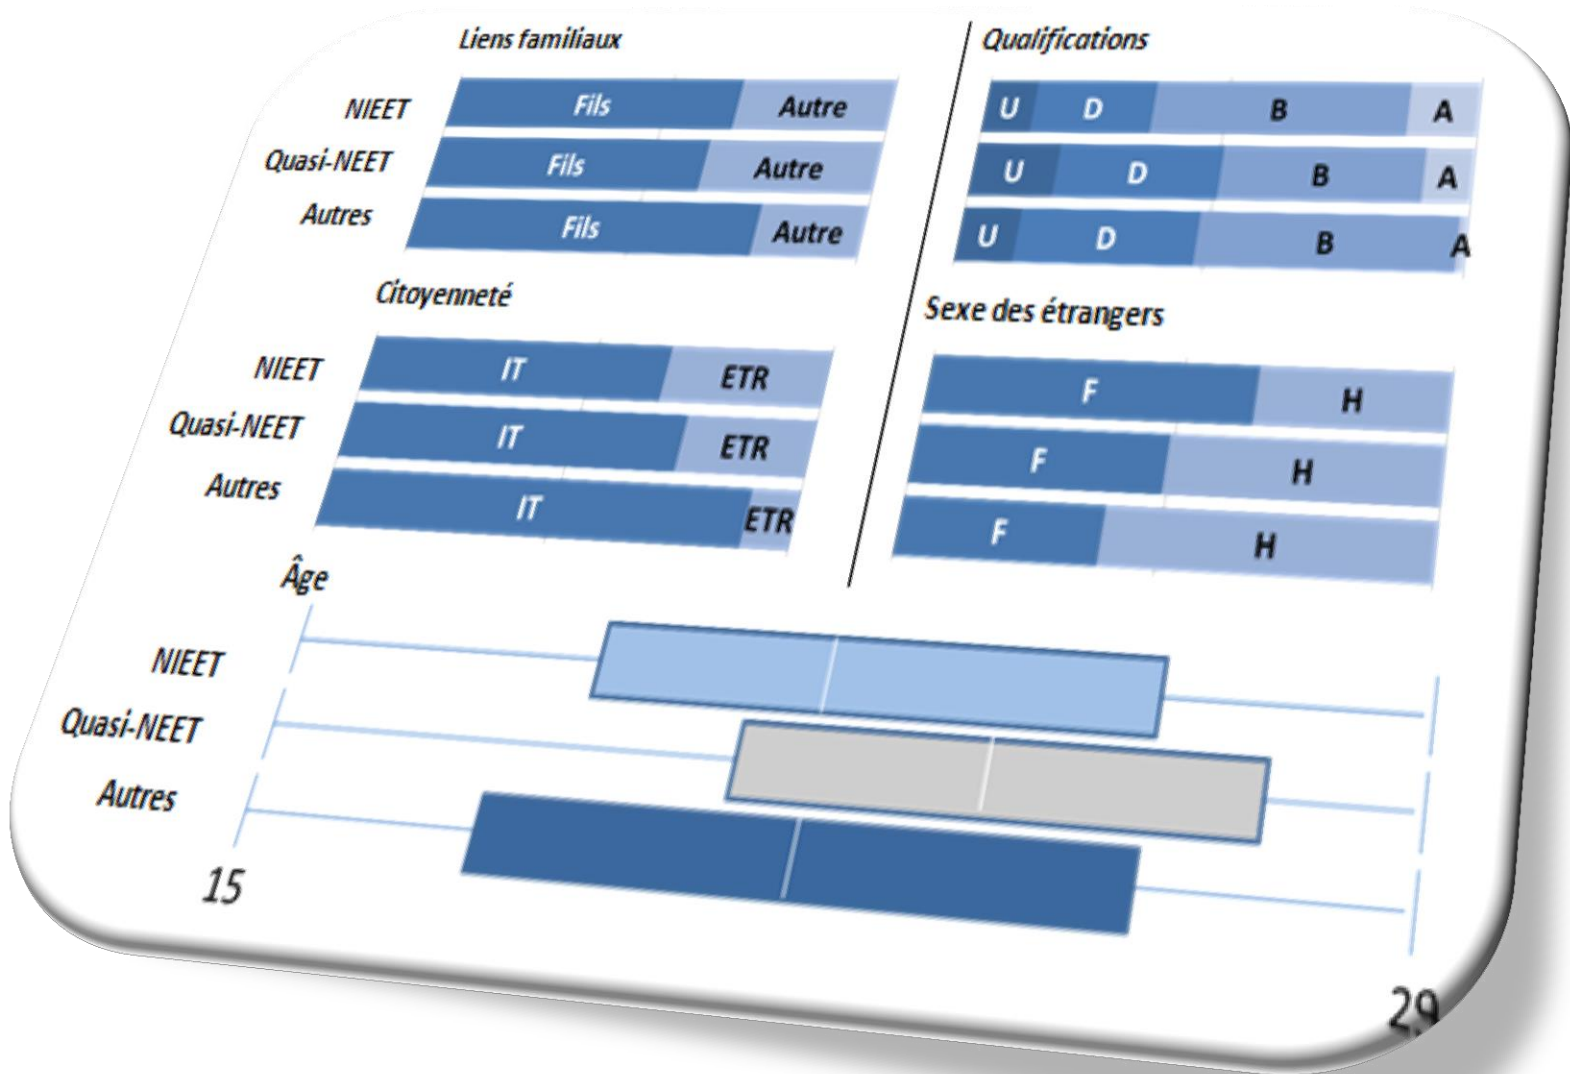 Liens familiaux
NIEET Fils Autre
Quasi-NEET Fils Autre
Autres Fils Autre
Qualifications
U D B A
U D B A
U D B A
Citoyenneté
NIEET IT ETR
Quasi-NEET IT ETR
Autres IT ETR
Sexe des étrangers
F H
F H
F H
Âge
NIEET
Quasi-NEET
Autres
15 29